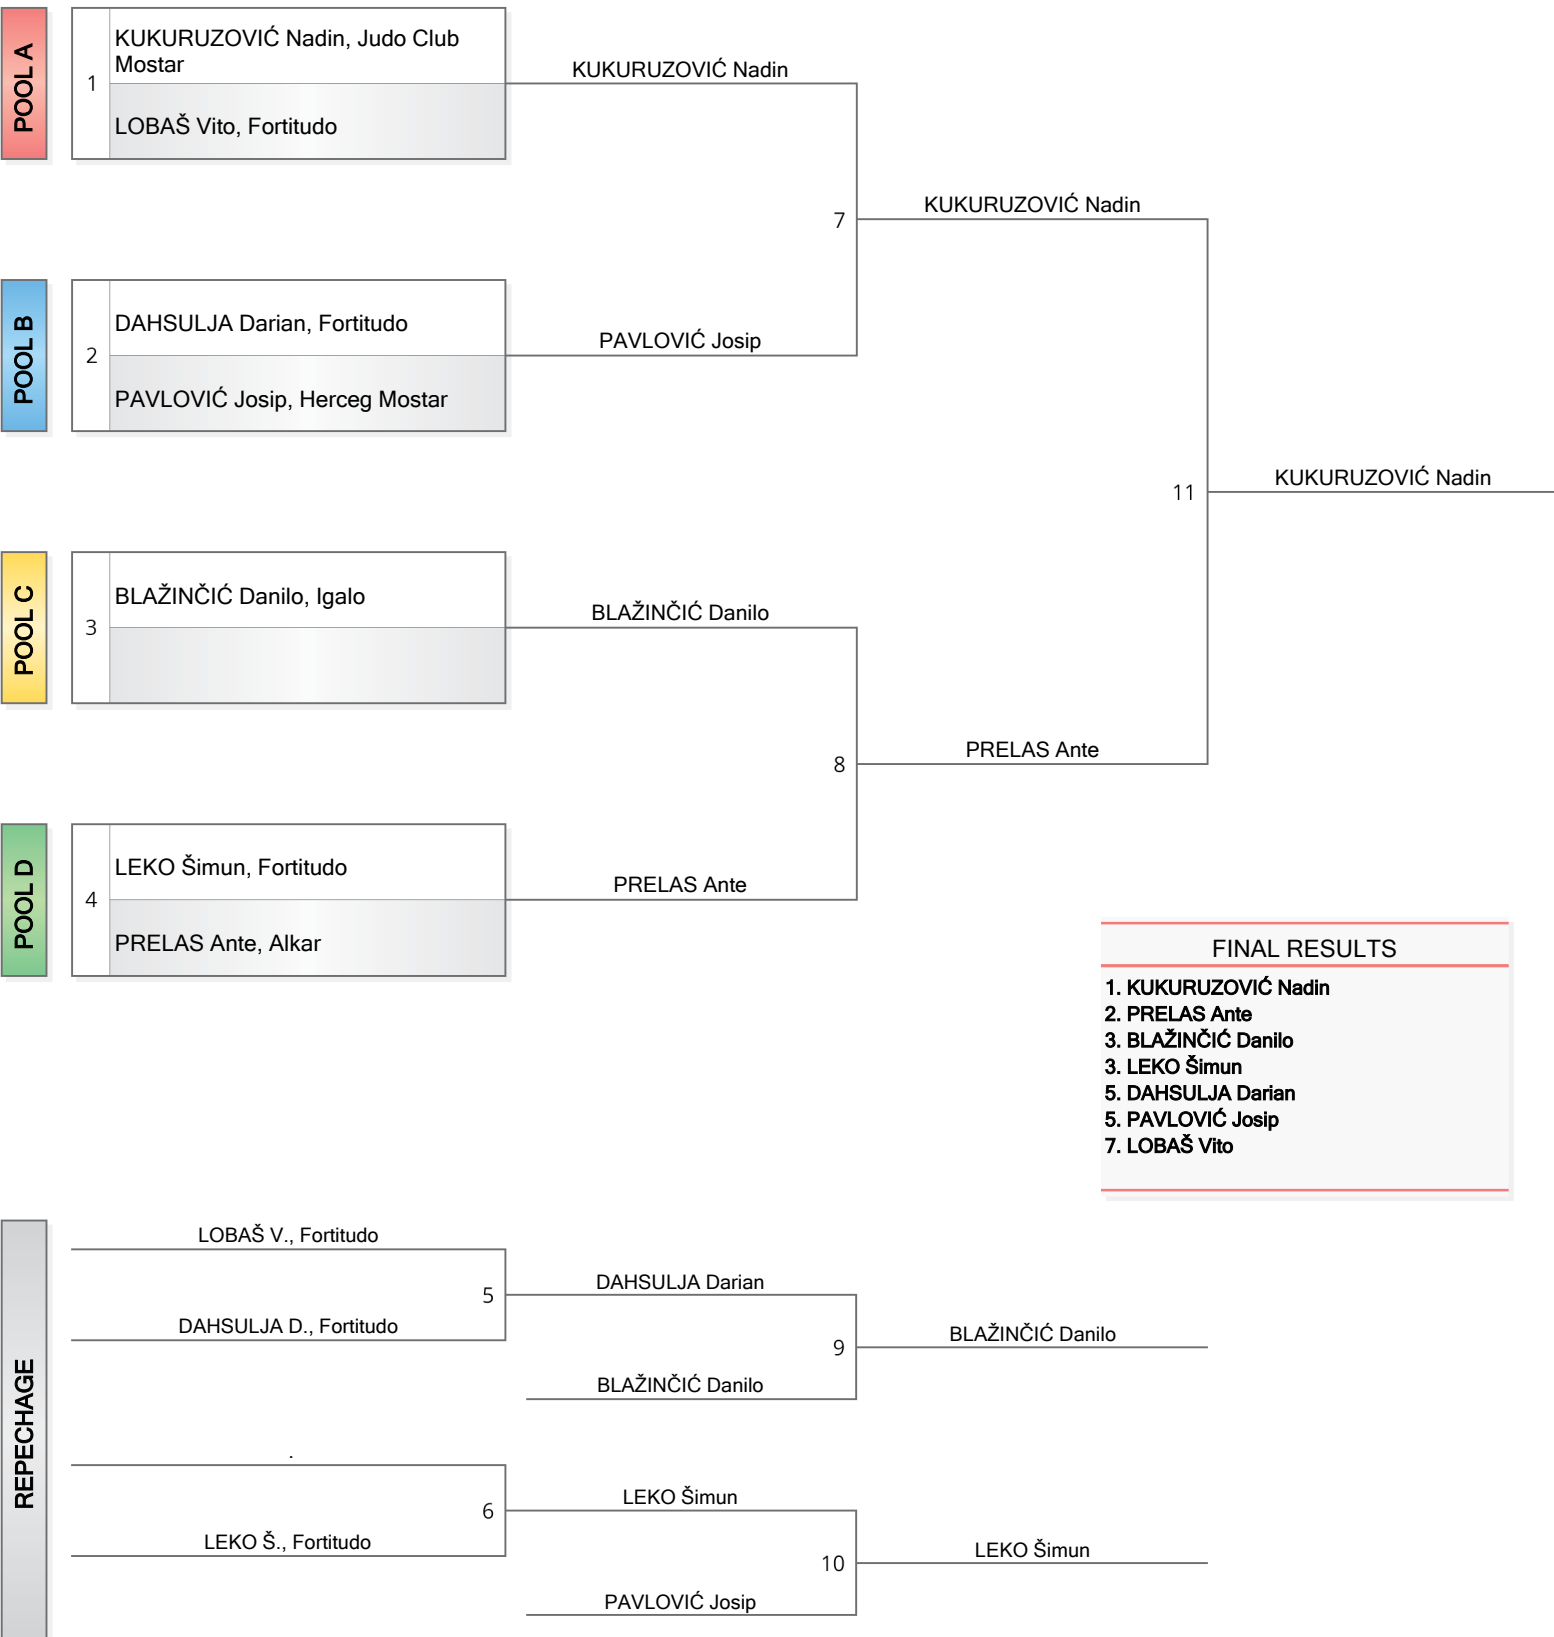 POOL A
1
KUKURUZOVIĆ Nadin, Judo Club
Mostar
LOBAŠ Vito, Fortitudo
KUKURUZOVIĆ Nadin
7
KUKURUZOVIĆ Nadin
POOL B
2
DAHSULJA Darian, Fortitudo
PAVLOVIĆ Josip, Herceg Mostar
PAVLOVIĆ Josip
11
KUKURUZOVIĆ Nadin
POOL C
3
BLAŽINČIĆ Danilo, Igalo
BLAŽINČIĆ Danilo
8
PRELAS Ante
POOL D
4
LEKO Šimun, Fortitudo
PRELAS Ante, Alkar
PRELAS Ante
FINAL RESULTS
1. KUKURUZOVIĆ Nadin
2. PRELAS Ante
3. BLAŽINČIĆ Danilo
3. LEKO Šimun
5. DAHSULJA Darian
5. PAVLOVIĆ Josip
7. LOBAŠ Vito
REPECHAGE
LOBAŠ V., Fortitudo
5
DAHSULJA D., Fortitudo
DAHSULJA Darian
9
BLAŽINČIĆ Danilo
BLAŽINČIĆ Danilo
.
6
LEKO Š., Fortitudo
LEKO Šimun
10
LEKO Šimun
PAVLOVIĆ Josip